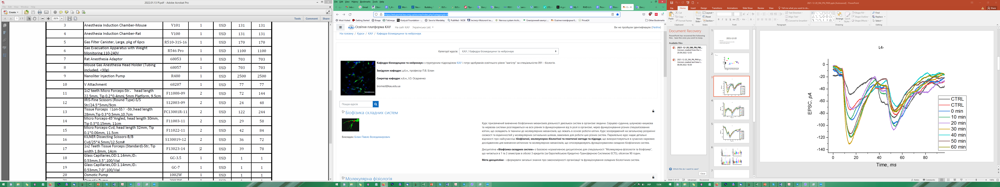 2022.01.13 PI.pdf - Adobe Acrobat Pro
File Edit View Window Help
Create
1 / 1
202%
Tools Comment Share
3 Anesthesia Induction Chamber-Mouse V101 1 USD 131 131
4 Anesthesia Induction Chamber-Rat V100 1 USD 131 131
5 Gas Filter Canister, Large, pkg of 6pcs R510-31S-16 1 USD 170 170
6 Gas Evacuation Apparatus with Weight Monitoring,110-240V R546 Pro 1 USD 1100 1100
7 Rat Anesthesia Adaptor 68053 1 USD 703 703
8 Mouse Gas Anesthesia Head Holder (Tubing included, <30g) 68057 1 USD 703 703
9 Nanoliter Injection Pump R480 1 USD 2500 2500
10 V Attachment 68207 1 USD 77 77
11 1x2 teeth Micro Forceps-Str, head length 22.5mm, Tip 0.2*0.4mm, 5mm Platform, 9.5cm F11008-09 2 USD 72 144
12 IRIS-Fine Scissors (Round Type)-S/S Str/24.5*5mm/9cm S12003-09 2 USD 24 48
13 Tissue Forceps（Lon-SS）-Str,head length 28mm,Tip 0.3*0.5mm,10.7cm FC13001R-11 2 USD 122 244
14 Micro Forceps-45°Angled, head length 30mm, Tip 0.3*0.15mm, 11cm F11003-11 2 USD 29 58
15 Micro Forceps-Cvd, head length 32mm, Tip 0.1*0.06mm, 11.5cm F11022-11 2 USD 42 84
16 KILNER Dissecting Scissors-B/B Cvd/25*4.5mm/12.5cm# S130019-12 2 USD 36 72
17 1x2 Teeth Tissue Forceps (Standard)-Str, Tip width 1.8mm, 14cm F13023-14 2 USD 39 78
18 Glass Capillaries,OD:1.14mm,ID：0.53mm,3.5'',100/Vial GC-3.5 1 USD 1 1
19 Glass Capillaries,OD:1.14mm,ID：0.53mm,7.0'',100/Vial GC-7 1 USD 1 1
20 Osmotic Pump 1002W 1 USD 1 1
File Edit View History Bookmarks Tools Help
https://eduportal.kau.org.ua/course/index.php?categoryid=8
Most Visited Getting Started Влада Таблицы Kostyuk Foundation - ... Save to Mendeley PubMed - NCBI Інститут Фізіології ім.... Nervous system Archi... Електронний кампус ... Освітня платформа К... Privat24 Other Bookmarks
Освітня платформа КАУ На сайт КАУ Українська (uk) Ви не пройшли ідентифікацію (Увійти)
На головну / Курси / КАУ / Кафедра біомедицини та нейронаук
Категорії курсів: КАУ / Кафедра біомедицини та нейронаук
Кафедра біомедицини та нейронаук є структурним підрозділом КАУ і готує здобувачів освітнього рівня "магістр" за спеціальністю 091 - біологія.
Завідувач кафедри: д.б.н., професор П.В. Білан
Секретар кафедри: к.б.н., І.О. Осадченко
biomed@kau.edu.ua
Пошук курсів
Біофізика складних систем
Викладач: Білан Павло Володимирович
Курс присвячений вивченню біофізичних механізмів діяльності декількох систем в організмі людини. Серцево-судинна, шлунково-кишкова
та нервова системи розглядаються на всіх рівнях їх функціонування від їх ролі в організмі, через функціонування різних спеціалізованих
клітин, що складають їх тканини до молекулярних механізмів, що лежать в основі роботи клітин. Курс зосереджений на загальному розумінні
схожості та відмінностей у молекулярних сигнальних шляхах, важливих для роботи цих різних систем. Паралельно курс надає детальні
відомості про найсучасніші біофізичні, молекулярно-біологічні та генетичні методи та підходи, що використовуються в сучасних наукових
дослідженнях для вивчення клітинних та молекулярних механізмів, що опосередковують функціонування складних біофізичних систем.
Дисципліна «Біофізика складних систем» є базовою нормативною дисципліною для спеціальності "Молекулярна фізіологія та біофізика",
що читається в 1 та 2 семестрах в обсязі 3 кредитів (за Європейською Кредитно-Трансферною Системою ECTS), обсягом 90 годин.
Мета дисципліни – сформувати загальні знання про закономірності організації та функціонування складних біологічних систем.
Молекулярна фізіологія
УКР 13:54
2021-12-20_SNI_PN_PMX.pptx [Autosaved] - PowerPoint
File Home Insert Design Transitions Animations Slide Show Review View Tell me what you want to do... Share
Paste Cut Copy Format Painter New Slide Layout Reset Section Text Direction Align Text Convert to SmartArt Arrange Quick Styles Shape Fill Shape Outline Shape Effects Find Replace Select
Clipboard Slides Font Paragraph Drawing Editing
Document Recovery
PowerPoint has recovered the following
files. Save the ones you wish to keep.
Available Files
2021-12-20_SNI_PN_PM...
Version created from the l...
20.09.2022 12:53
2021-12-20_SNI_PN_PMX.p...
Version created last time t...
08.09.2022 18:30
Which file do I want to save?
Close
1
2021-12-20
2
3
4
5
6
7
L4-
EPSC, pA
0
-20
-40
-60
-80
-100
-120
-140
0 20 40 60 80
Time, ms
CTRL
CTRL
0 min
10 min
20 min
30 min
40 min
50 min
60 min
Slide 3 of 10 Ukrainian Recovered Notes Comments 106%